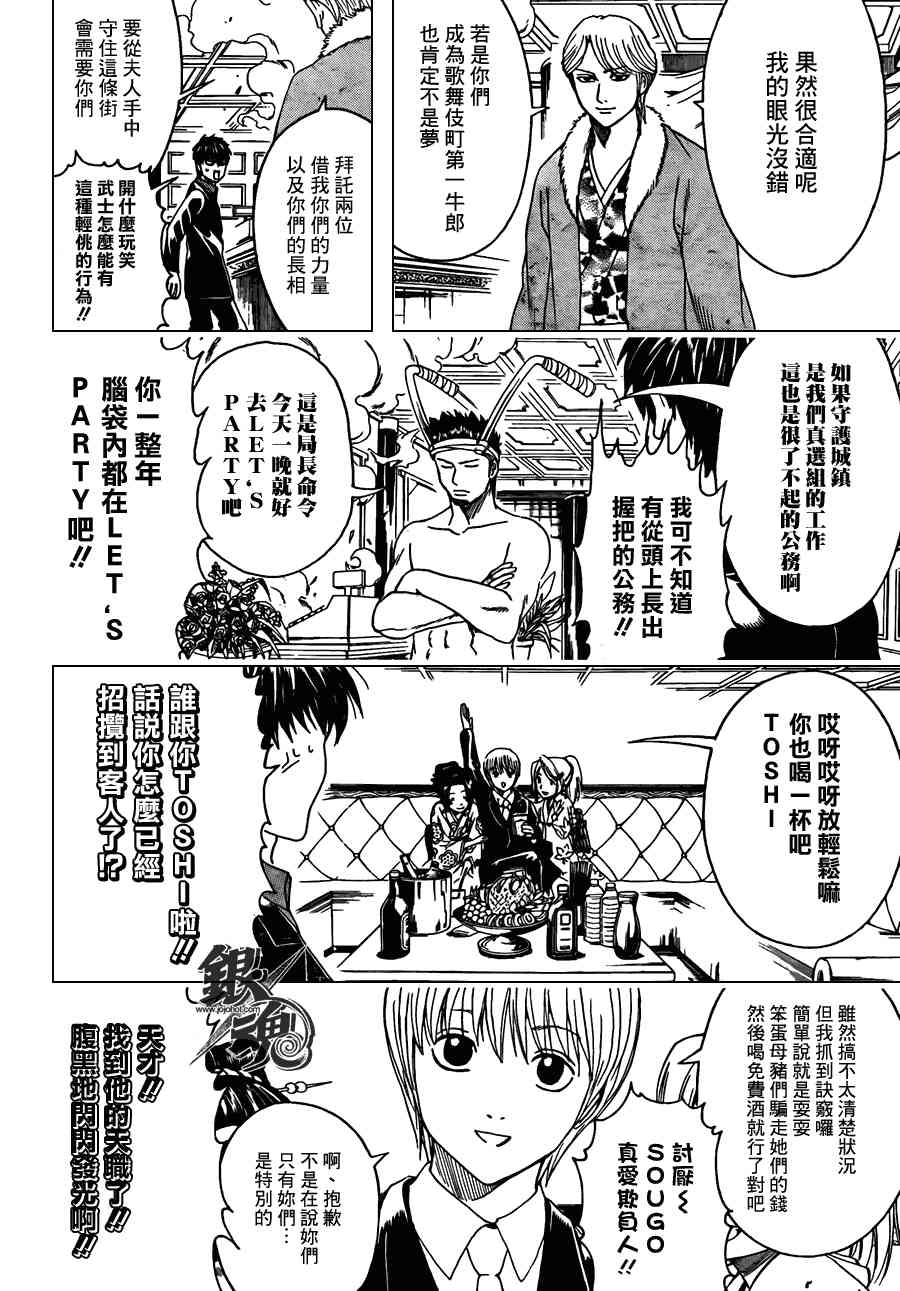 果然很合適呢
我的眼光沒錯
若是你們
成為歌舞伎町第一牛郎
也肯定不是夢
拜託兩位
借我你們的力量
以及你們的長相
要從夫人手中
守住這條街
會需要你們
開什麼玩笑
武士怎麼能有
這種輕佻的行為!!
如果守護城鎮
是我們真選組的工作
這也是很了不起的公務啊
我可不知道
有從頭上長出
握把的公務!!
這是局長命令
今天一晚就好
去LET'S
PARTY吧
你一整年
腦袋內都在LET'S
PARTY吧!!
哎呀哎呀放輕鬆嘛
你也喝一杯吧
TOSHI
誰跟你TOSHI啦!!
話說你怎麼已經
招攬到客人了!?
雖然搞不太清楚狀況
但我抓到訣竅囉
簡單說就是耍耍
笨蛋母豬們騙走她們的錢
然後喝免費酒就行了對吧
討厭~
SOUGO
真愛欺負人!!
啊、抱歉
不是在說妳們
只有妳們…
是特別的
天才!!
找到他的天職了!!
腹黑地閃閃發光啊!!
銀魂
www.jojohot.com